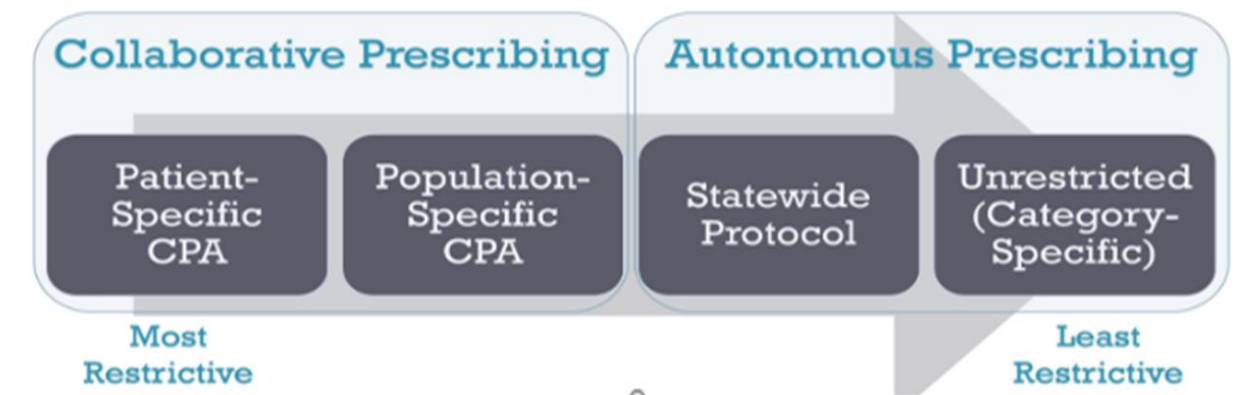 Collaborative Prescribing
Autonomous Prescribing
Patient-
Specific
CPA
Population-
Specific
CPA
Statewide
Protocol
Unrestricted
(Category-
Specific)
Most
Restrictive
Least
Restrictive